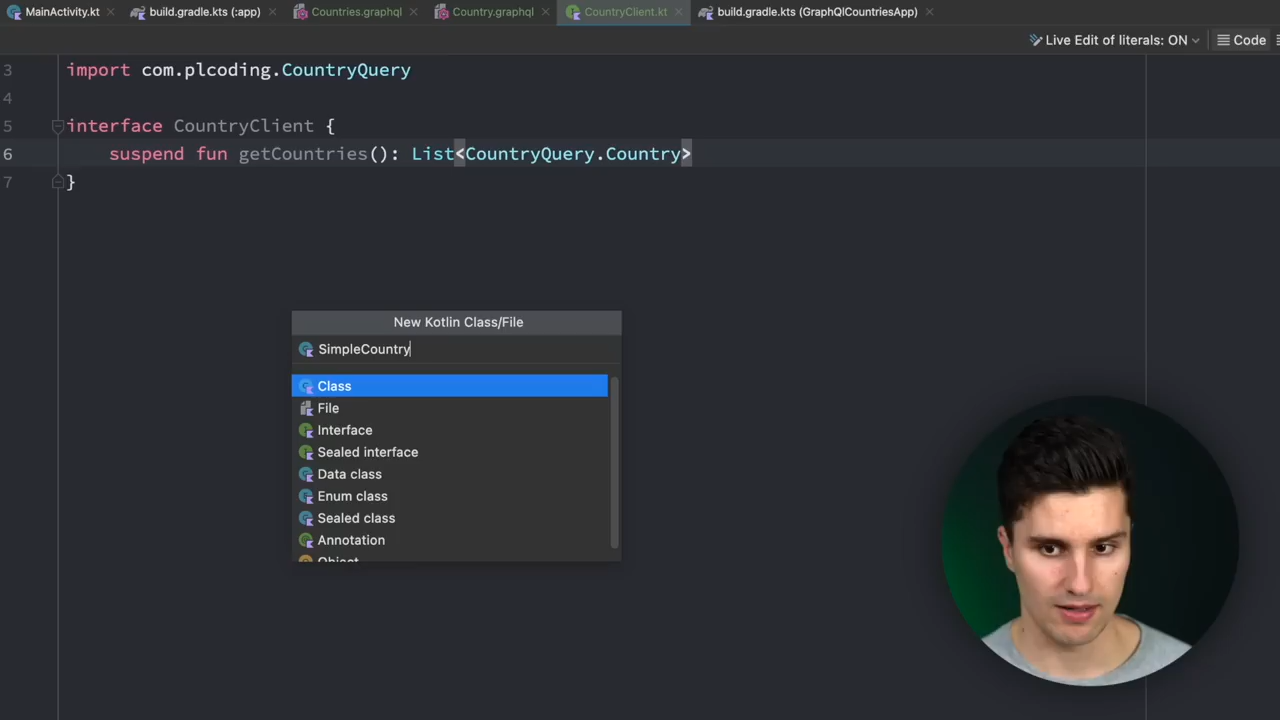 MainActivity.kt build.gradle.kts (:app) Countries.graphql Country.graphql CountryClient.kt build.gradle.kts (GraphQlCountriesApp)
Live Edit of literals: ON Code
3 import com.plcoding.CountryQuery
4
5 interface CountryClient {
6 suspend fun getCountries(): List<CountryQuery.Country>
7 }
New Kotlin Class/File
SimpleCountry
Class
File
Interface
Sealed interface
Data class
Enum class
Sealed class
Annotation
Object